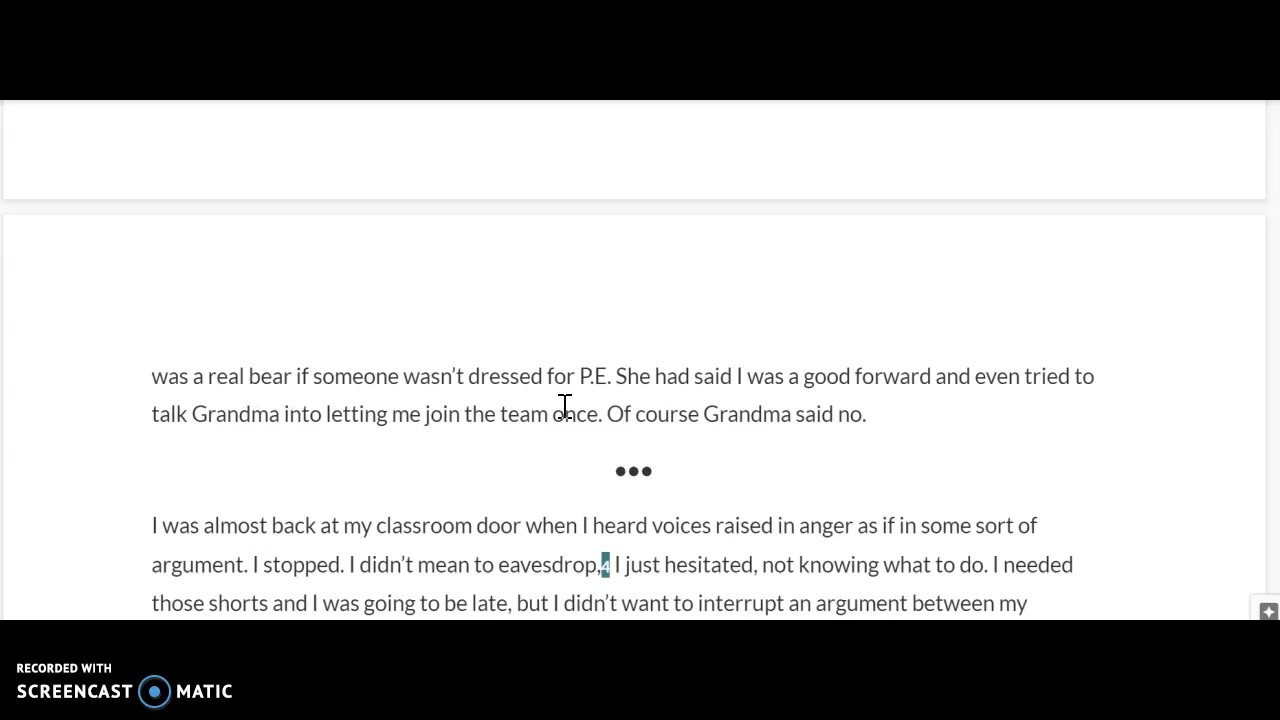 was a real bear if someone wasn’t dressed for P.E. She had said I was a good forward and even tried to
talk Grandma into letting me join the team once. Of course Grandma said no.
•••
I was almost back at my classroom door when I heard voices raised in anger as if in some sort of
argument. I stopped. I didn’t mean to eavesdrop,4 I just hesitated, not knowing what to do. I needed
those shorts and I was going to be late, but I didn’t want to interrupt an argument between my
RECORDED WITH
SCREENCAST MATIC